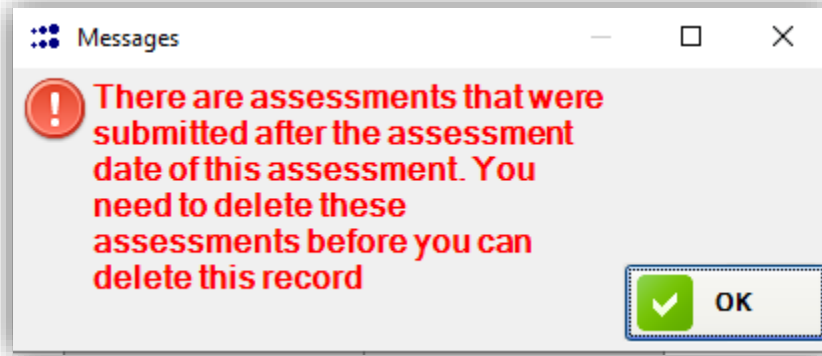 Messages
There are assessments that were
submitted after the assessment
date of this assessment. You
need to delete these
assessments before you can
delete this record
OK